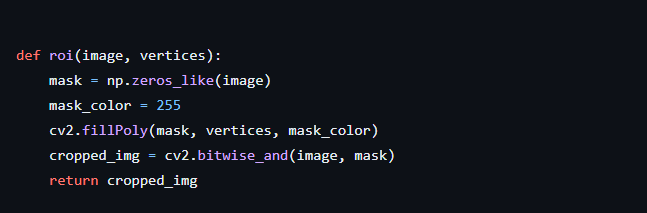 def roi(image, vertices):
    mask = np.zeros_like(image)
    mask_color = 255
    cv2.fillPoly(mask, vertices, mask_color)
    cropped_img = cv2.bitwise_and(image, mask)
    return cropped_img